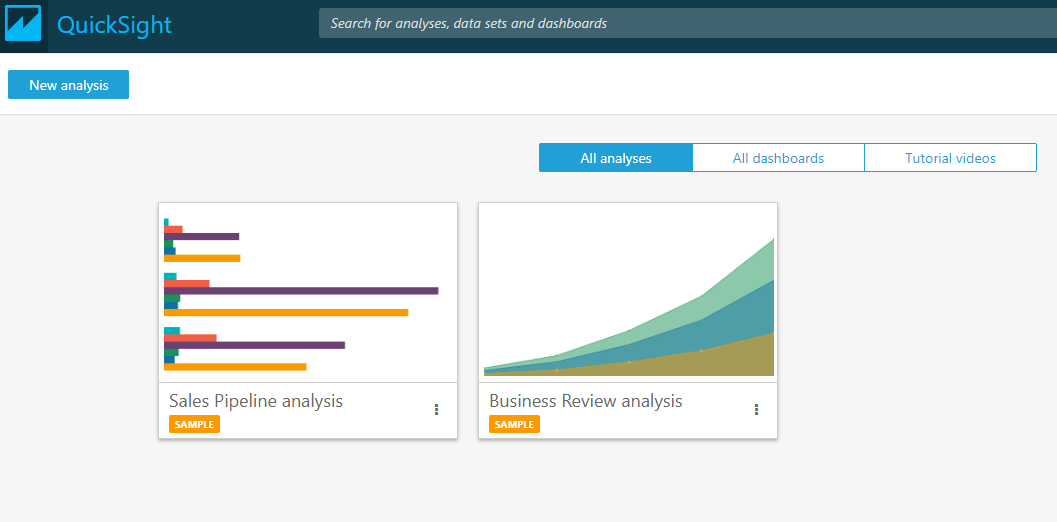 QuickSight
Search for analyses, data sets and dashboards
New analysis
All analyses
All dashboards
Tutorial videos
Sales Pipeline analysis
SAMPLE
Business Review analysis
SAMPLE